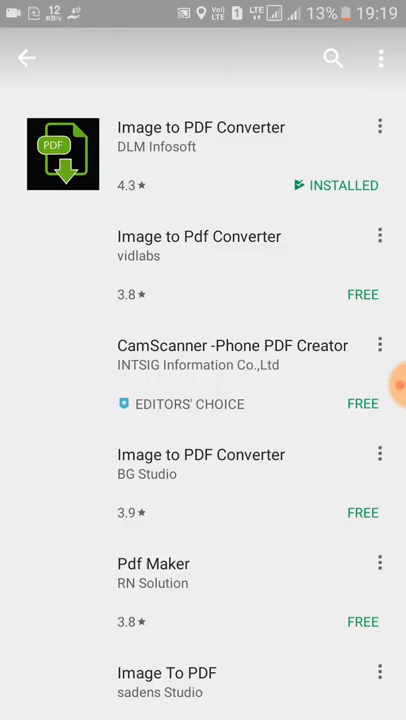 12 KB/s VoI) LTE 1 LTE 13% 19:19
Image to PDF Converter
DLM Infosoft
PDF
4.3 INSTALLED
Image to Pdf Converter
vidlabs
3.8 FREE
CamScanner -Phone PDF Creator
INTSIG Information Co.,Ltd
EDITORS' CHOICE FREE
Image to PDF Converter
BG Studio
3.9 FREE
Pdf Maker
RN Solution
3.8 FREE
Image To PDF
sadens Studio